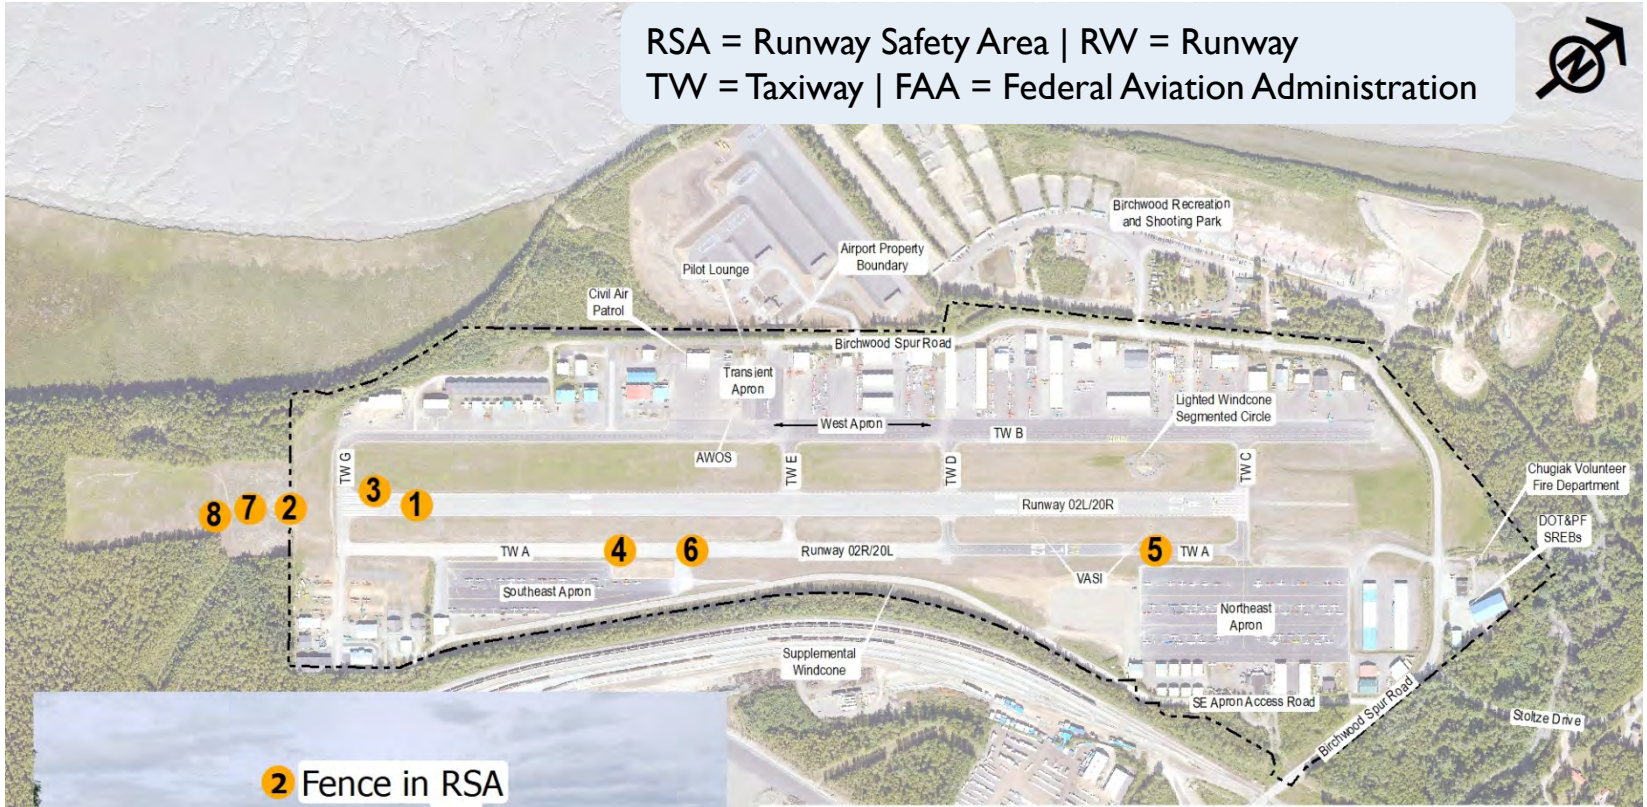 RSA = Runway Safety Area | RW = Runway
TW = Taxiway | FAA = Federal Aviation Administration
N
Birchwood Recreation
and Shooting Park
Airport Property
Boundary
Pilot Lounge
Civil Air
Patrol
Birchwood Spur Road
Transient
Apron
Lighted Windcone
Segmented Circle
West Apron
TW B
AWOS
TW G
TW E
TW D
TW C
Chugiak Volunteer
Fire Department
3
1
8
7
2
Runway 02L/20R
DOT&PF
SREBs
TW A
4
6
Runway 02R/20L
5
TW A
VASI
Southeast Apron
Northeast
Apron
Supplemental
Windcone
SE Apron Access Road
Birchwood Spur Road
Stoltze Drive
2 Fence in RSA